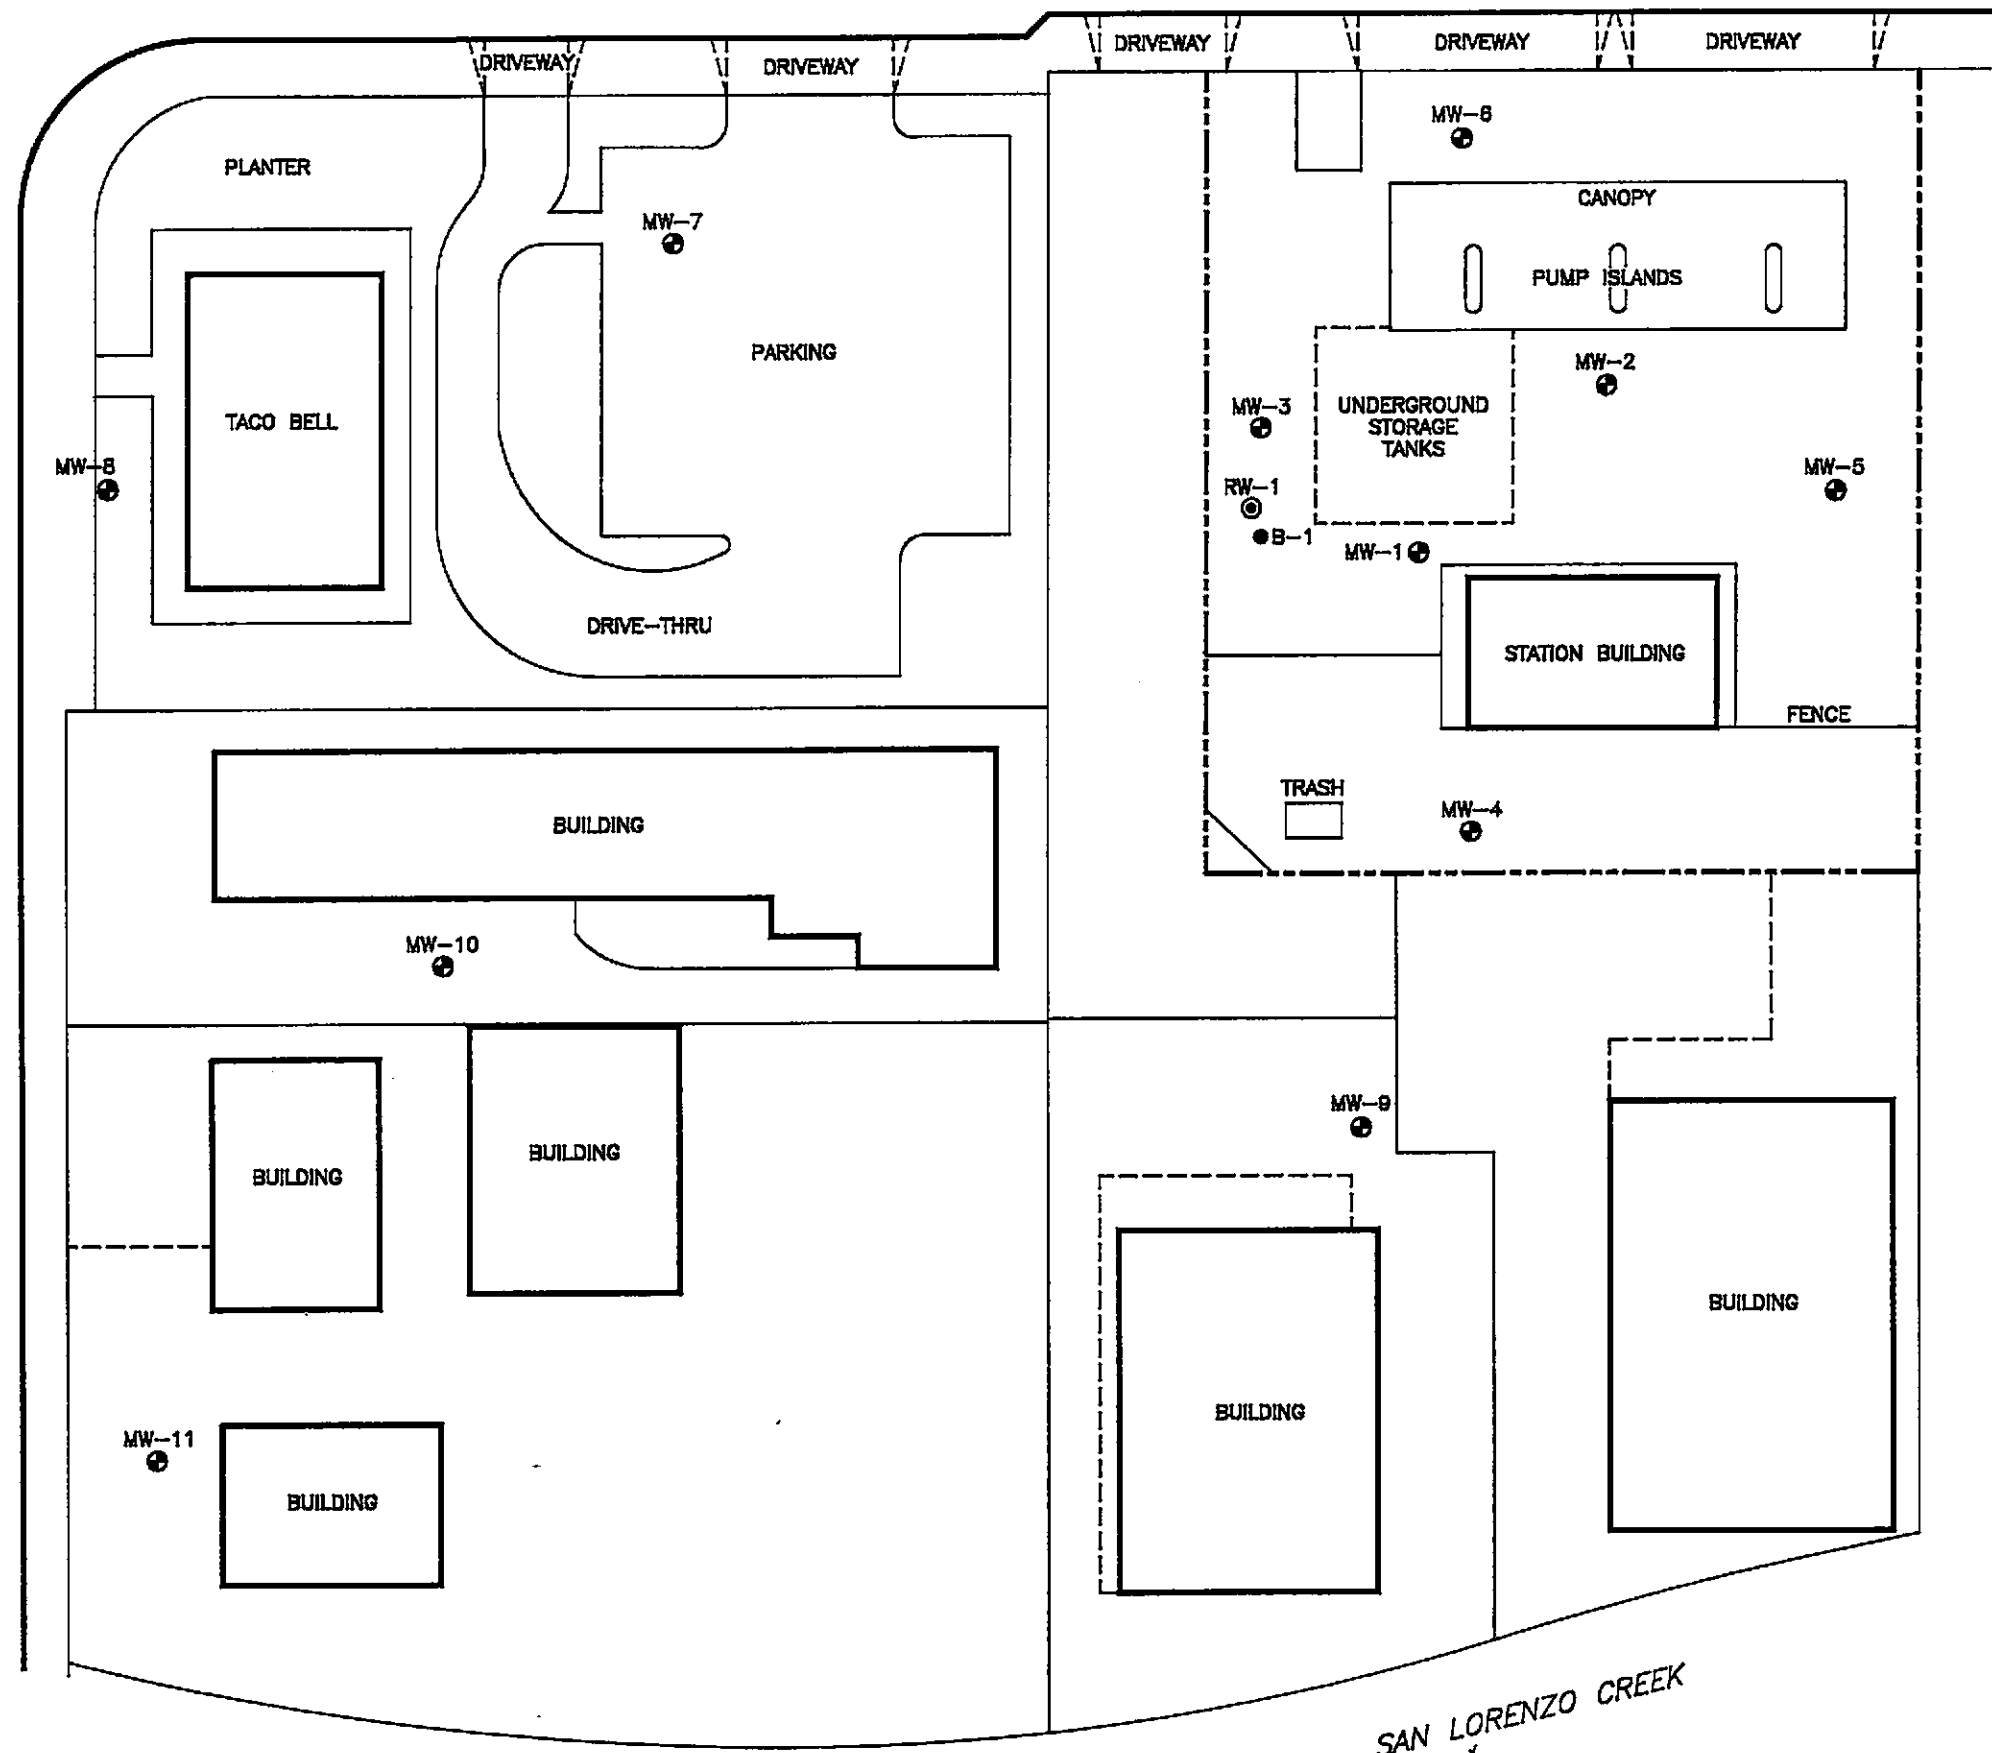 DRIVEWAY
DRIVEWAY
DRIVEWAY
DRIVEWAY
DRIVEWAY
MW-6
PLANTER
CANOPY
MW-7
PUMP ISLANDS
PARKING
MW-2
TACO BELL
MW-3
UNDERGROUND
STORAGE
TANKS
MW-8
MW-5
RW-1
B-1
MW-1
DRIVE-THRU
STATION BUILDING
FENCE
TRASH
MW-4
BUILDING
MW-10
MW-9
BUILDING
BUILDING
BUILDING
BUILDING
MW-11
BUILDING
SAN LORENZO CREEK